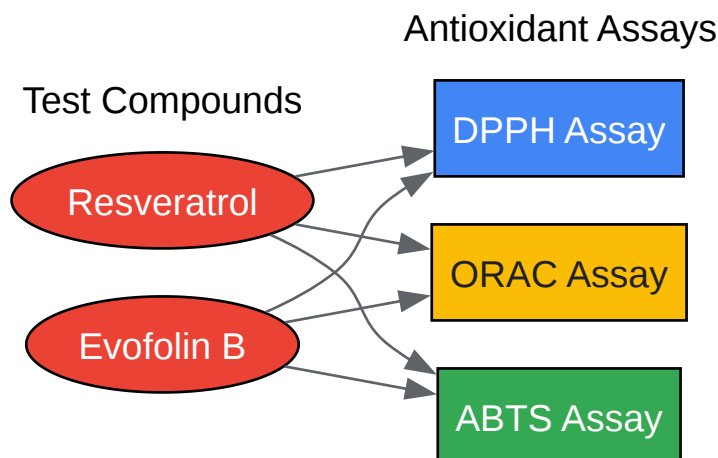 Antioxidant Assays
Test Compounds
DPPH Assay
Resveratrol
ORAC Assay
Evofolin B
ABTS Assay